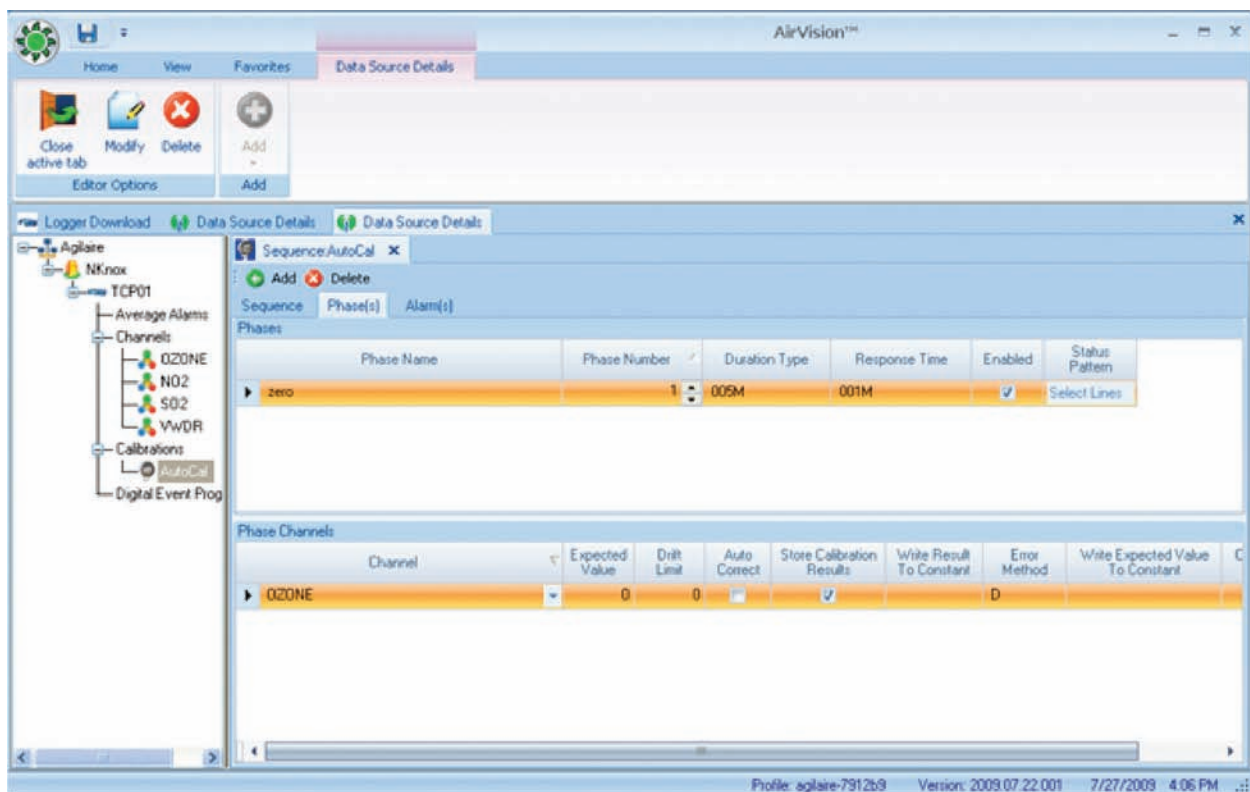 AirVision™
Home View Favorites Data Source Details
Close active tab
Modify
Delete
Add
Editor Options
Add
Logger Download Data Source Details Data Source Details
Agilaire
NKnox
TCP01
Average Alarms
Channels
OZONE
NO2
SO2
VWDR
Calibrations
AutoCal
Digital Event Prog
Sequence:AutoCal
Add Delete
Sequence Phase(s) Alarm(s)
Phases
Phase Name Phase Number Duration Type Response Time Enabled Status Pattern
zero 1 005M 001M Select Lines
Phase Channels
Channel Expected Value Drift Limit Auto Correct Store Calibration Results Write Result To Constant Error Method Write Expected Value To Constant C
OZONE 0 0 D
Profile: agilaire-7912b9 Version: 2009.07.22.001 7/27/2009 4:06 PM